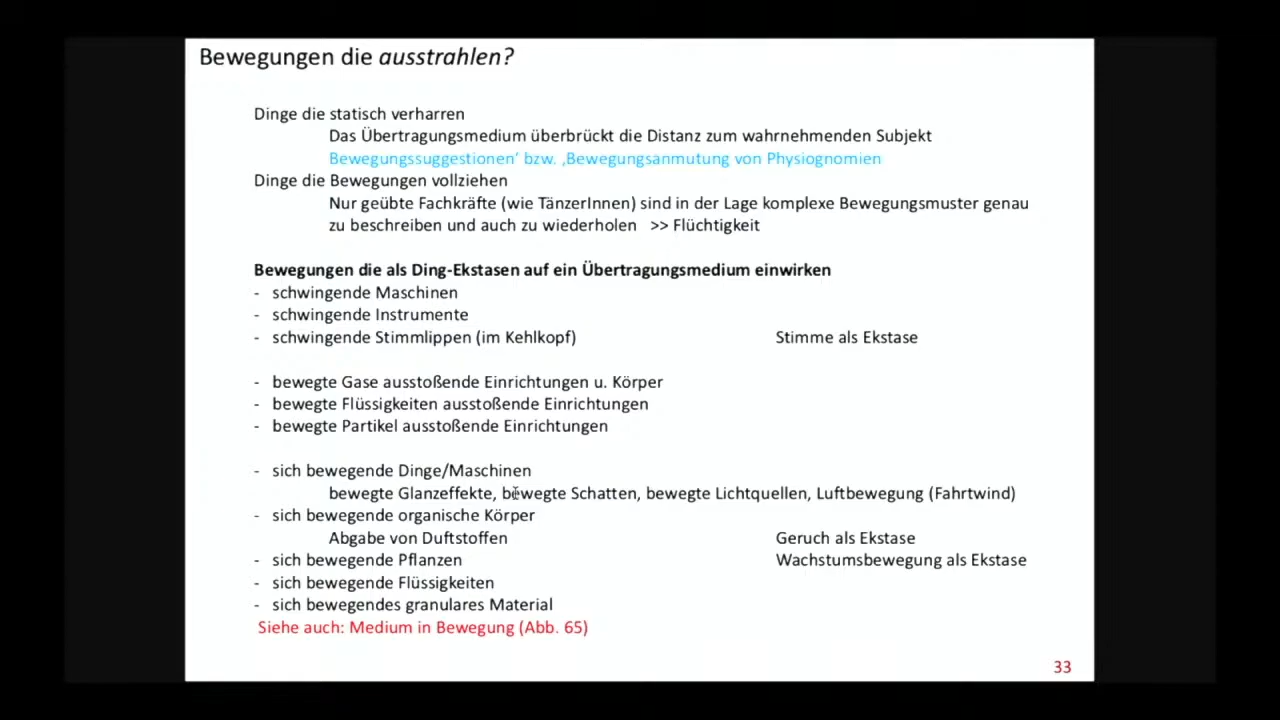 Bewegungen die ausstrahlen?
Dinge die statisch verharren
Das Übertragungsmedium überbrückt die Distanz zum wahrnehmenden Subjekt
Bewegungssuggestionen‘ bzw. ‚Bewegungsanmutung von Physiognomien
Dinge die Bewegungen vollziehen
Nur geübte Fachkräfte (wie TänzerInnen) sind in der Lage komplexe Bewegungsmuster genau
zu beschreiben und auch zu wiederholen >> Flüchtigkeit
Bewegungen die als Ding-Ekstasen auf ein Übertragungsmedium einwirken
- schwingende Maschinen
- schwingende Instrumente
- schwingende Stimmlippen (im Kehlkopf) Stimme als Ekstase
- bewegte Gase ausstoßende Einrichtungen u. Körper
- bewegte Flüssigkeiten ausstoßende Einrichtungen
- bewegte Partikel ausstoßende Einrichtungen
- sich bewegende Dinge/Maschinen
bewegte Glanzeffekte, bewegte Schatten, bewegte Lichtquellen, Luftbewegung (Fahrtwind)
- sich bewegende organische Körper
Abgabe von Duftstoffen Geruch als Ekstase
- sich bewegende Pflanzen Wachstumsbewegung als Ekstase
- sich bewegende Flüssigkeiten
- sich bewegendes granulares Material
Siehe auch: Medium in Bewegung (Abb. 65)
33